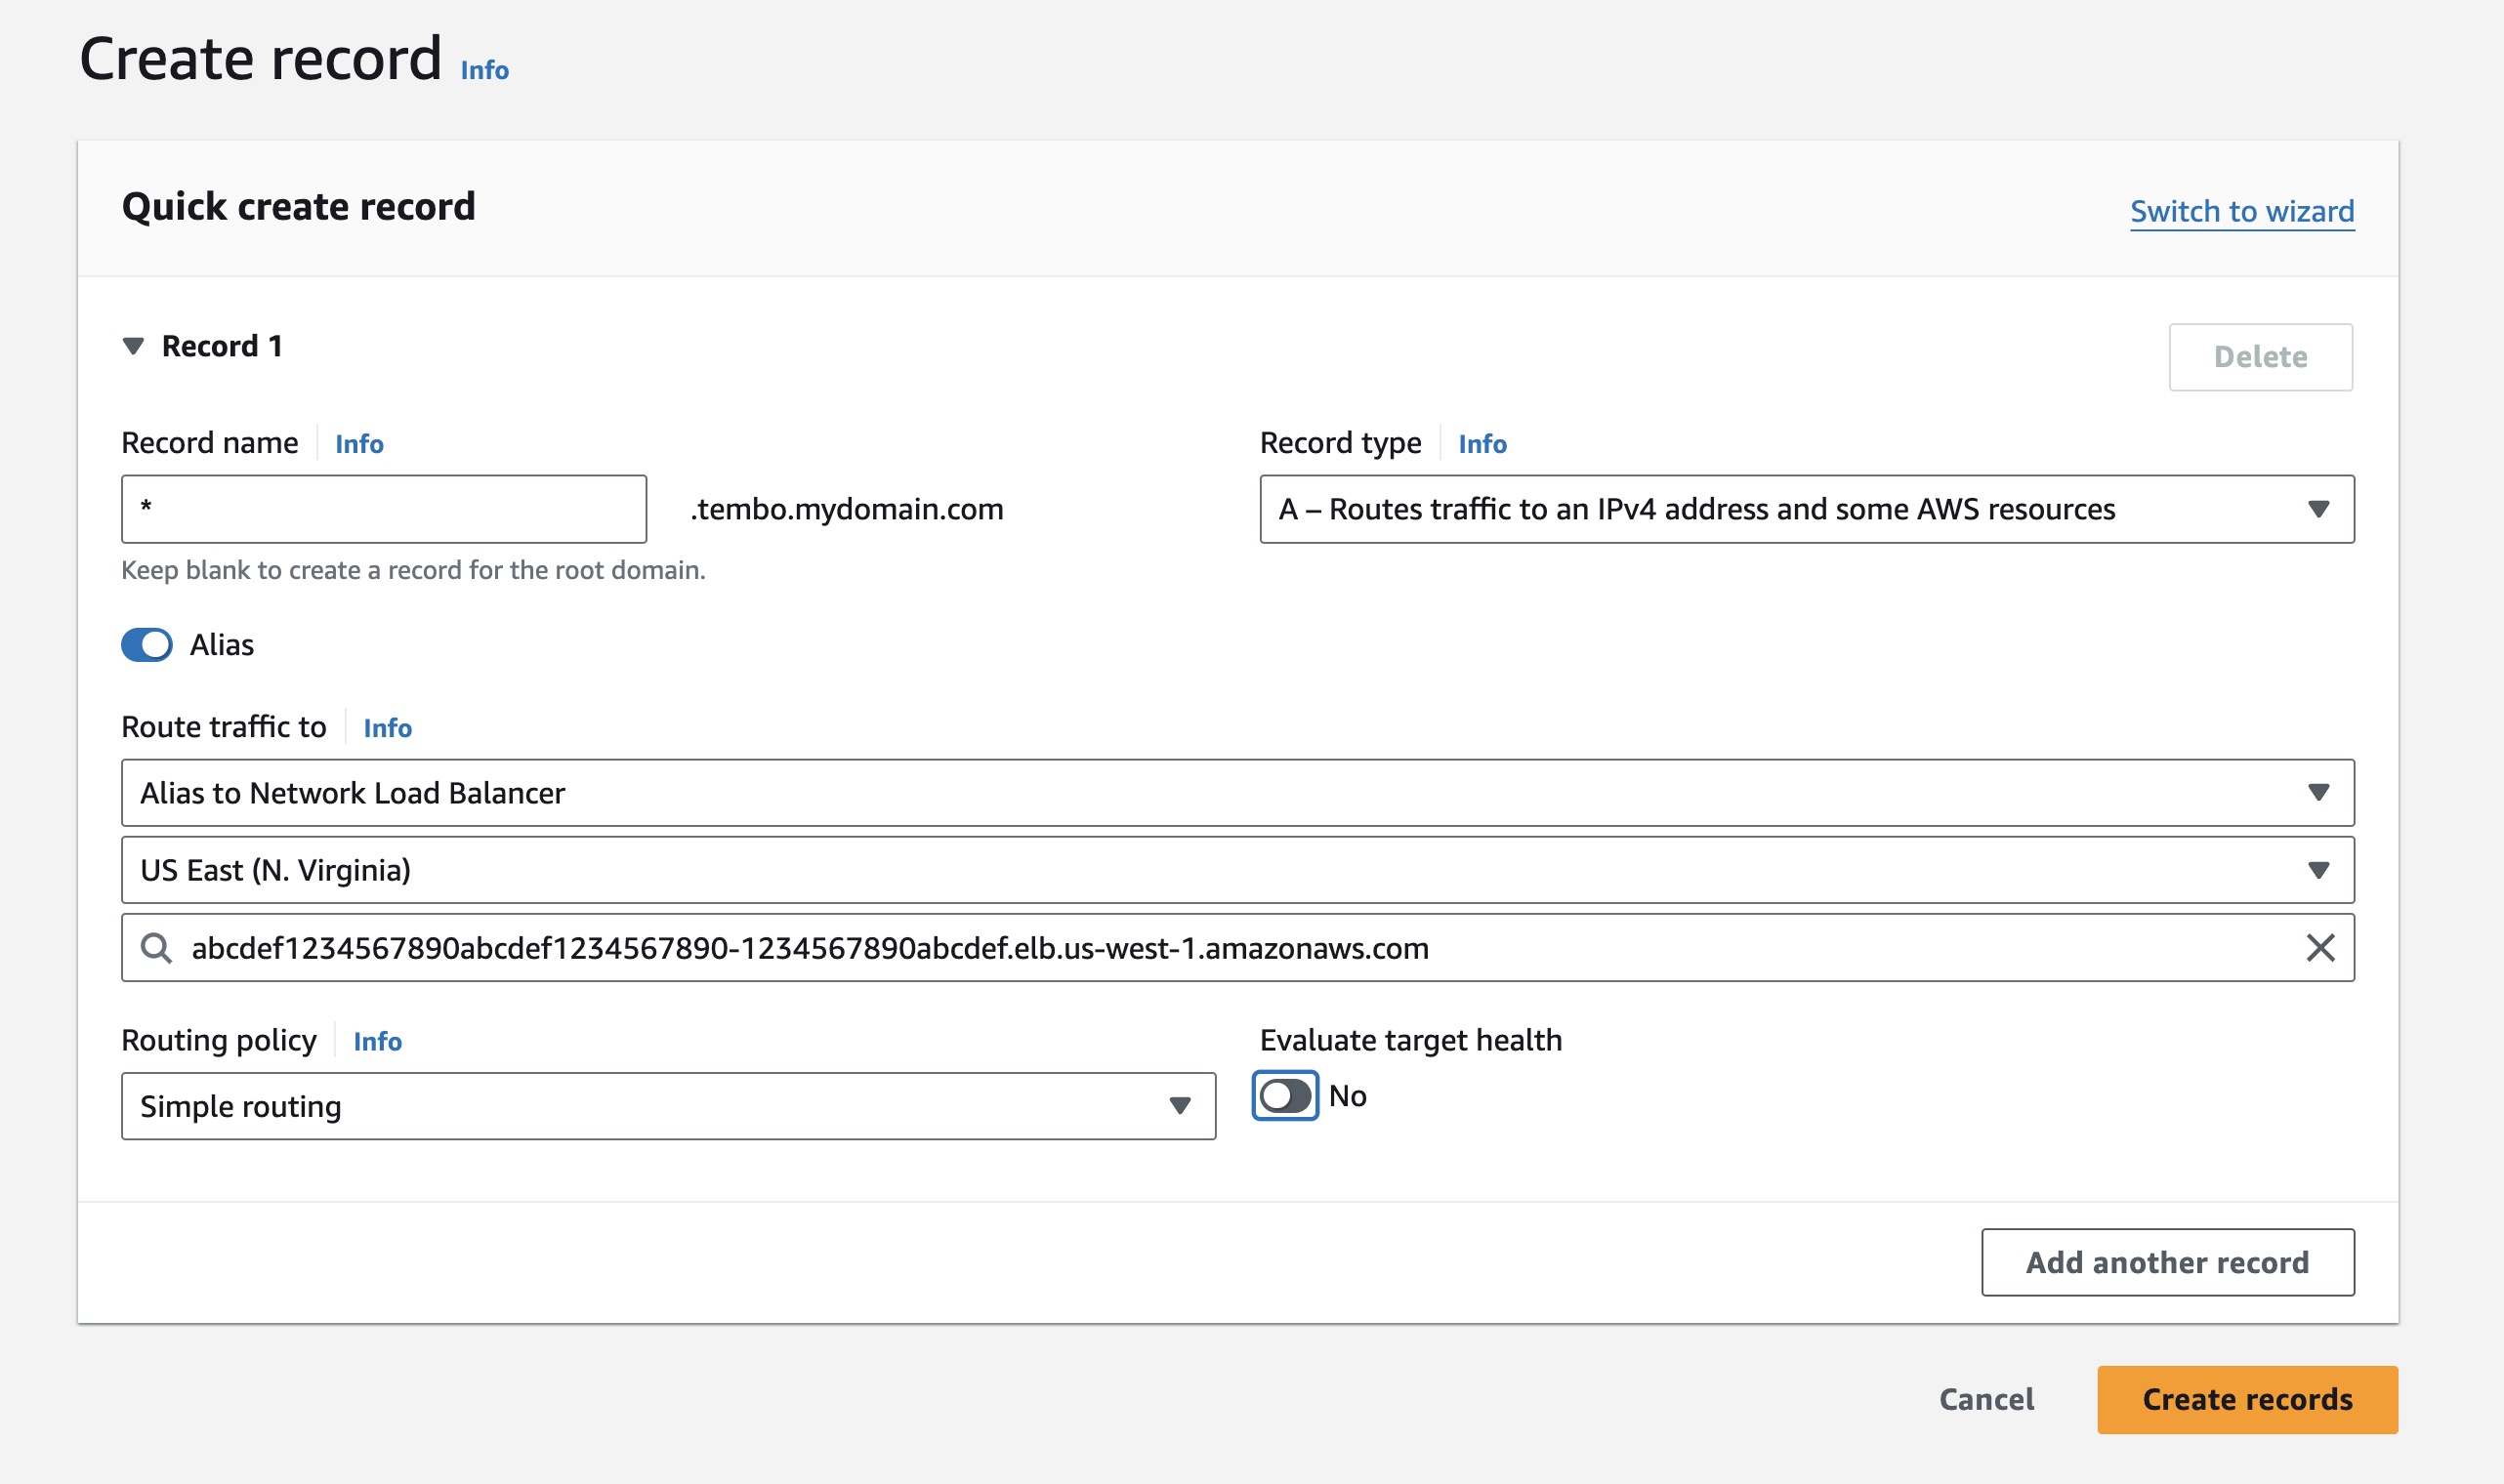 Create record Info
Quick create record
Switch to wizard
Record 1
Delete
Record name Info
Record type Info
* .tembo.mydomain.com
A – Routes traffic to an IPv4 address and some AWS resources
Keep blank to create a record for the root domain.
Alias
Route traffic to Info
Alias to Network Load Balancer
US East (N. Virginia)
abcdef1234567890abcdef1234567890-1234567890abcdef.elb.us-west-1.amazonaws.com
Routing policy Info
Evaluate target health
Simple routing
No
Add another record
Cancel
Create records